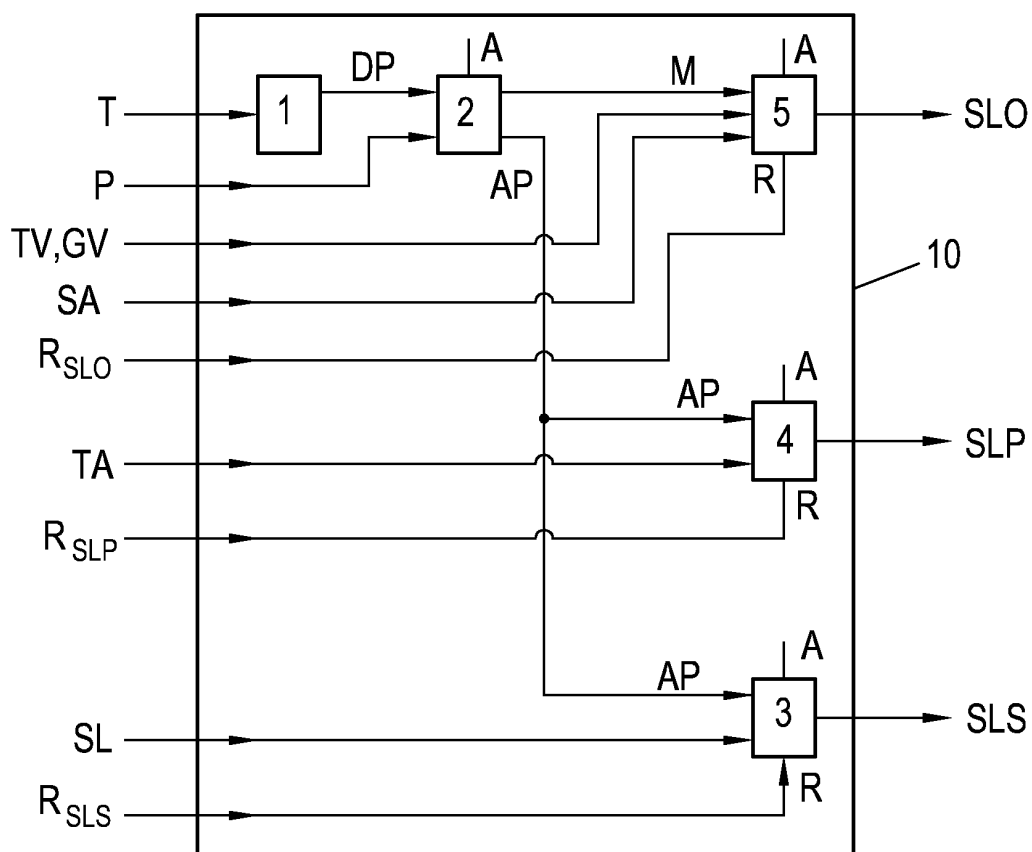 DP A M A
T 1 2 5 SLO
P AP R
TV,GV
SA 10
R_SLO A
AP
TA 4 SLP
R_SLP R
A
AP
3 SLS
SL
R_SLS R